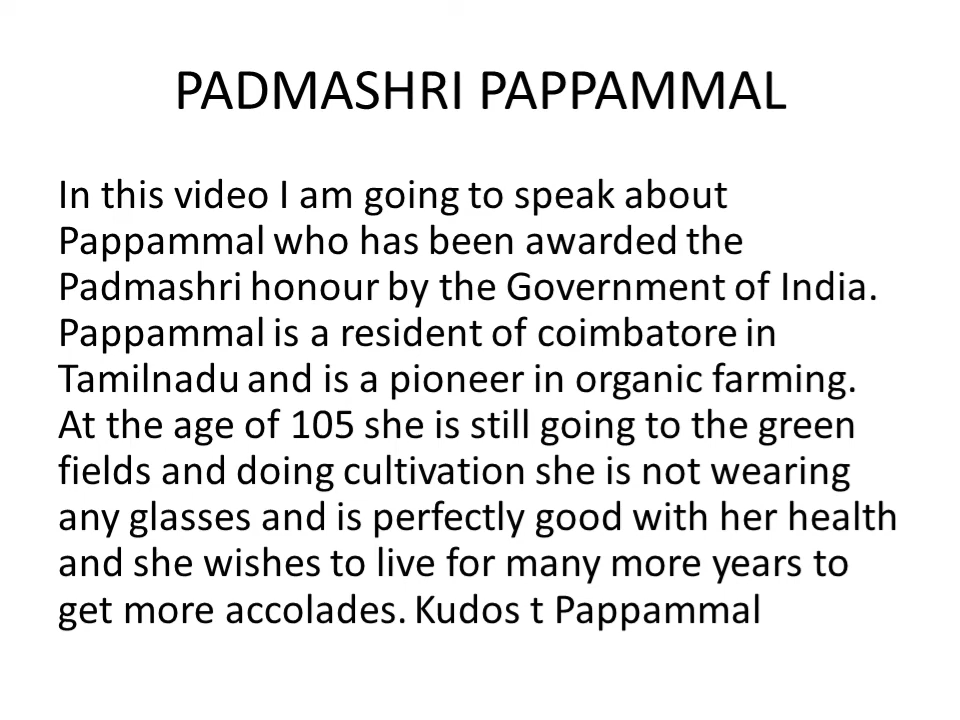 PADMASHRI PAPPAMMAL
In this video I am going to speak about
Pappammal who has been awarded the
Padmashri honour by the Government of India.
Pappammal is a resident of coimbatore in
Tamilnadu and is a pioneer in organic farming.
At the age of 105 she is still going to the green
fields and doing cultivation she is not wearing
any glasses and is perfectly good with her health
and she wishes to live for many more years to
get more accolades. Kudos t Pappammal